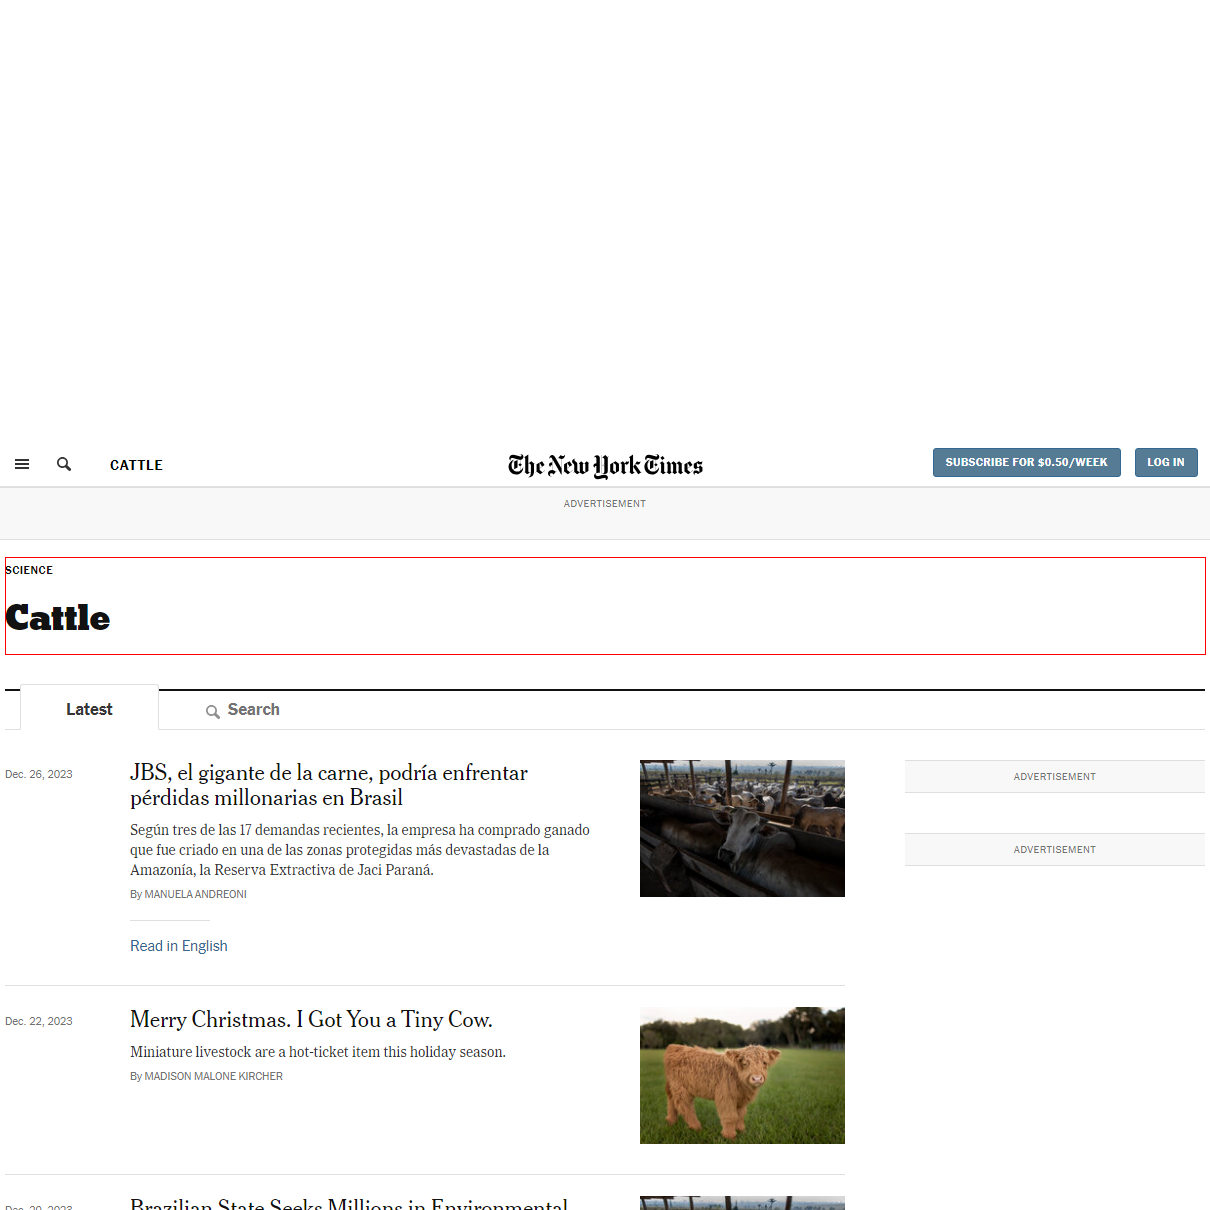 CATTLE
The New York Times
SUBSCRIBE FOR $0.50/WEEK
LOG IN
ADVERTISEMENT
SCIENCE
Cattle
Latest
Search
Dec. 26, 2023
JBS, el gigante de la carne, podría enfrentar
pérdidas millonarias en Brasil
Según tres de las 17 demandas recientes, la empresa ha comprado ganado
que fue criado en una de las zonas protegidas más devastadas de la
Amazonía, la Reserva Extractiva de Jaci Paraná.
By MANUELA ANDREONI
Read in English
ADVERTISEMENT
ADVERTISEMENT
Dec. 22, 2023
Merry Christmas. I Got You a Tiny Cow.
Miniature livestock are a hot-ticket item this holiday season.
By MADISON MALONE KIRCHER
Dec. 20, 2023
Brazilian State Seeks Millions in Environmental